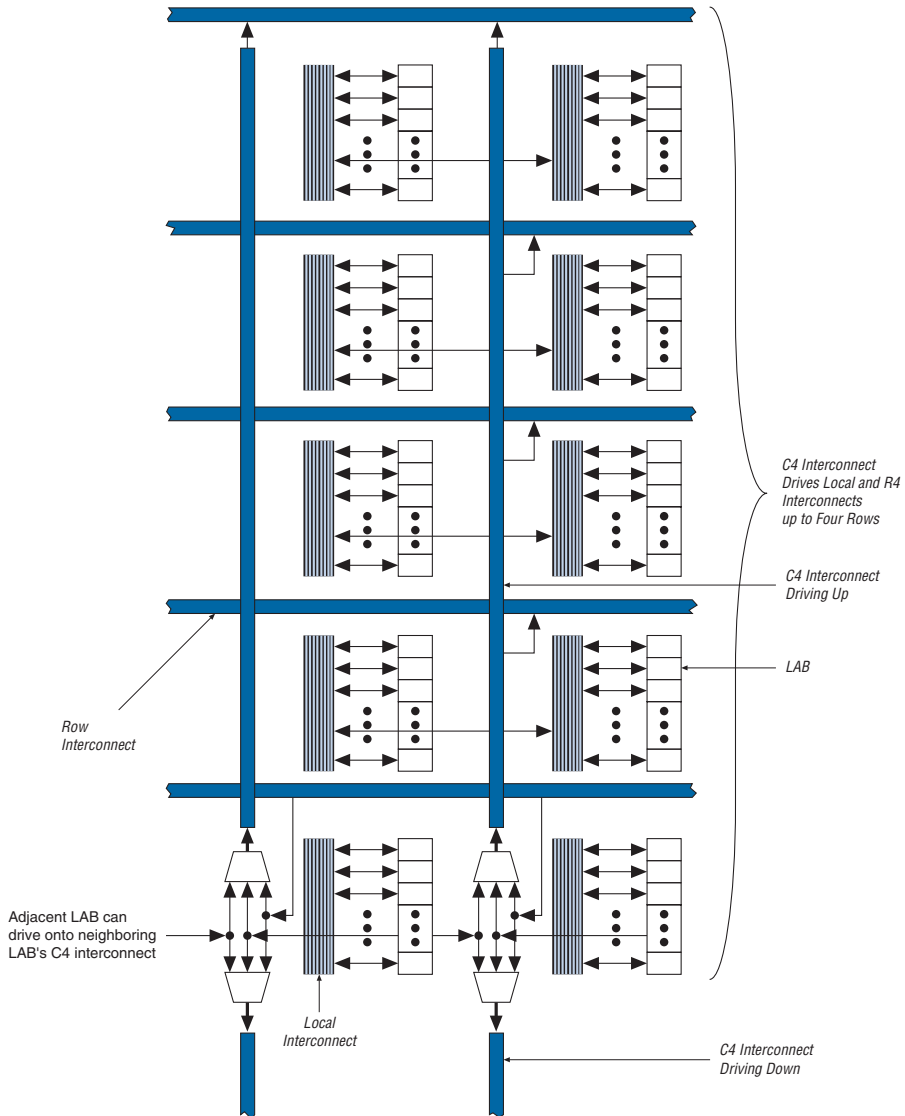 C4 Interconnect
Drives Local and R4
Interconnects
up to Four Rows
C4 Interconnect
Driving Up
LAB
Row
Interconnect
Adjacent LAB can
drive onto neighboring
LAB's C4 interconnect
Local
Interconnect
C4 Interconnect
Driving Down